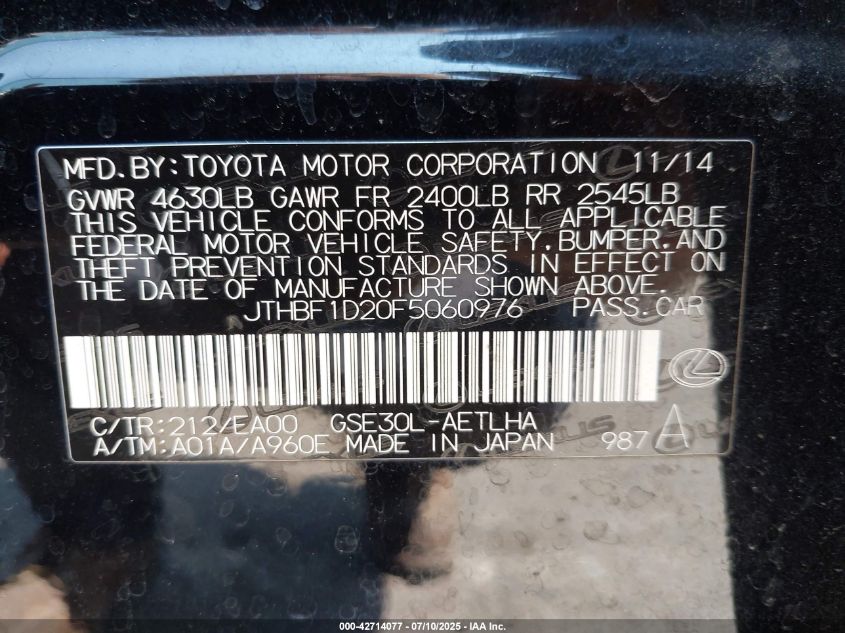 MFD.BY:TOYOTA MOTOR CORPORATION 11/14
GVWR 4630LB GAWR FR 2400LB RR 2545LB
THIS VEHICLE CONFORMS TO ALL APPLICABLE
FEDERAL MOTOR VEHICLE SAFETY,BUMPER,AND
THEFT PREVENTION STANDARDS IN EFFECT ON
THE DATE OF MANUFACTURE SHOWN ABOVE.
JTHBF1D20F5060976 PASS.CAR
C/TR:212/EA00 GSE30L-AETLHA
A/TM:A01A/A960E MADE IN JAPAN 987 A
000-42714077 - 07/10/2025 - IAA Inc.